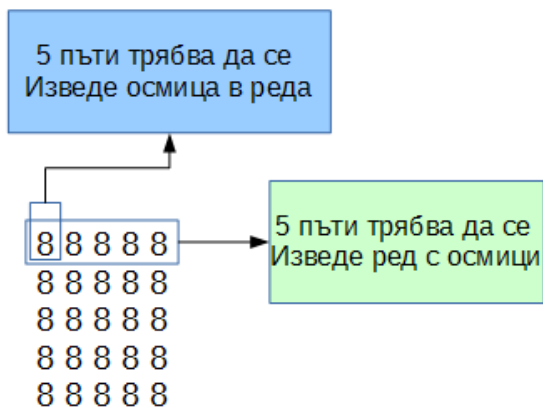 5 пъти трябва да се
Изведе осмица в реда
5 пъти трябва да се
Изведе ред с осмици
8 8 8 8 8
8 8 8 8 8
8 8 8 8 8
8 8 8 8 8
8 8 8 8 8